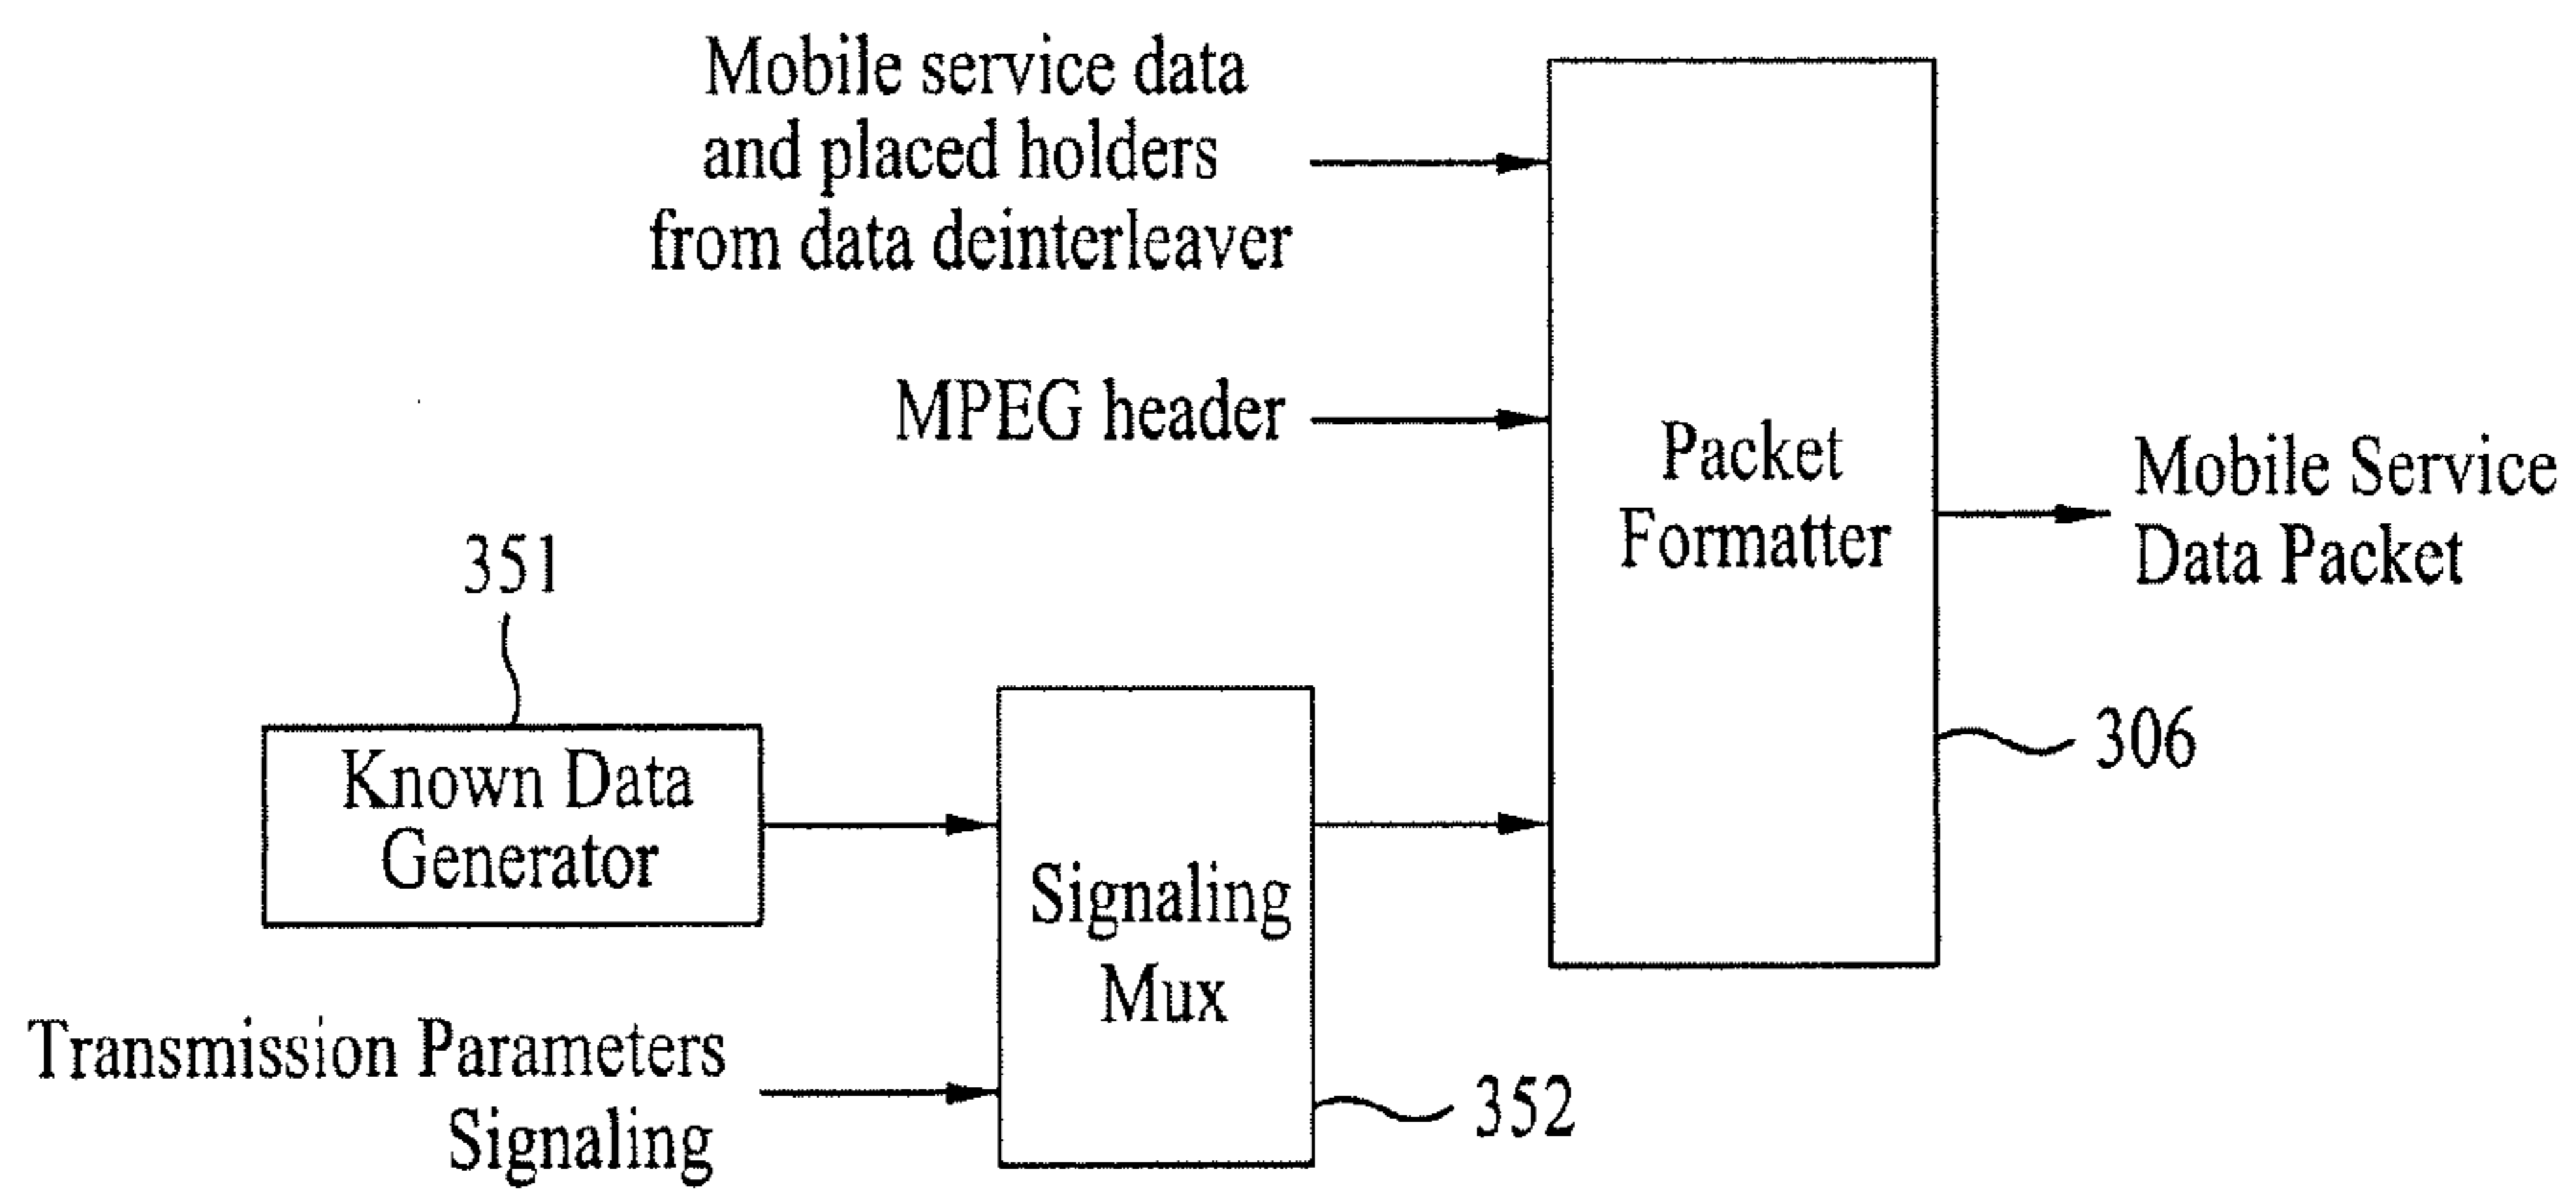 Mobile service data
and placed holders
from data deinterleaver
MPEG header
Packet
Formatter
Mobile Service
Data Packet
351
306
Known Data
Generator
Signaling
Mux
Transmission Parameters
Signaling
352